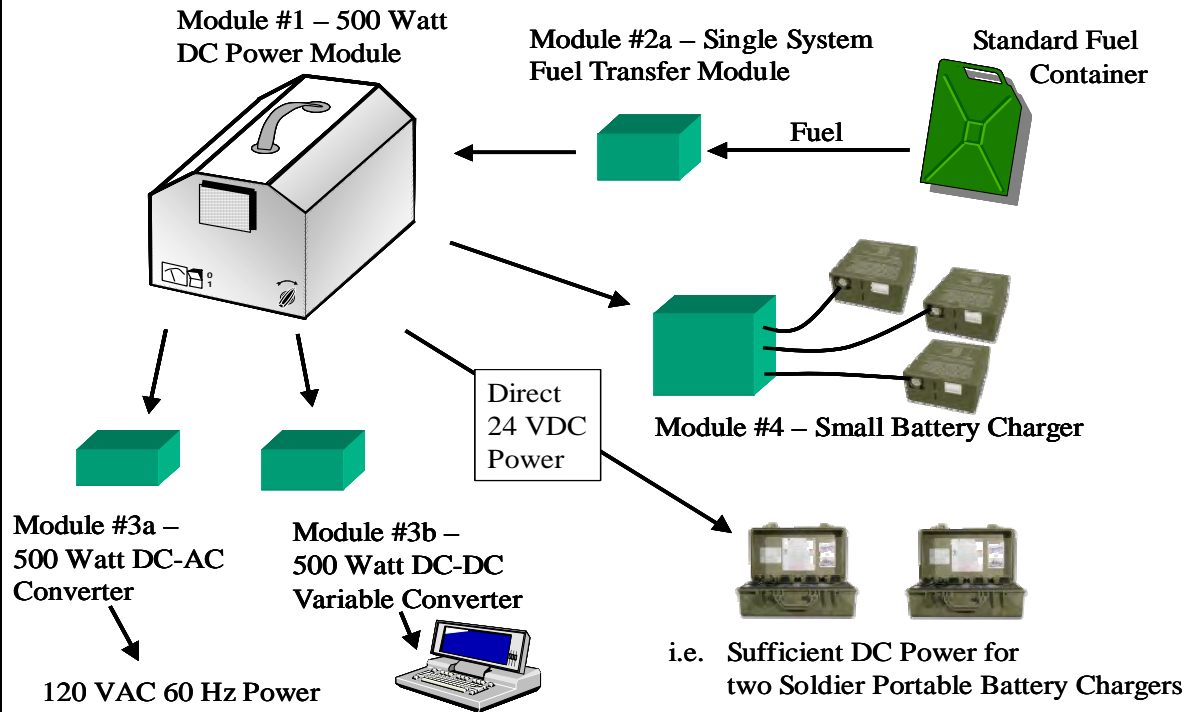 Module #1 – 500 Watt
DC Power Module
Module #2a – Single System
Fuel Transfer Module
Standard Fuel
Container
Fuel
0
1
Direct
24 VDC
Power
Module #4 – Small Battery Charger
Module #3a –
500 Watt DC-AC
Converter
Module #3b –
500 Watt DC-DC
Variable Converter
120 VAC 60 Hz Power
i.e. Sufficient DC Power for
two Soldier Portable Battery Chargers